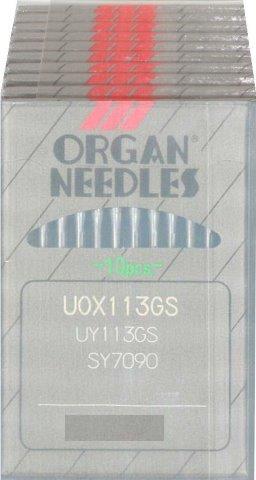 ORGAN®
NEEDLES
-+10pcs-
UOX113GS
UY113GS
SY7090